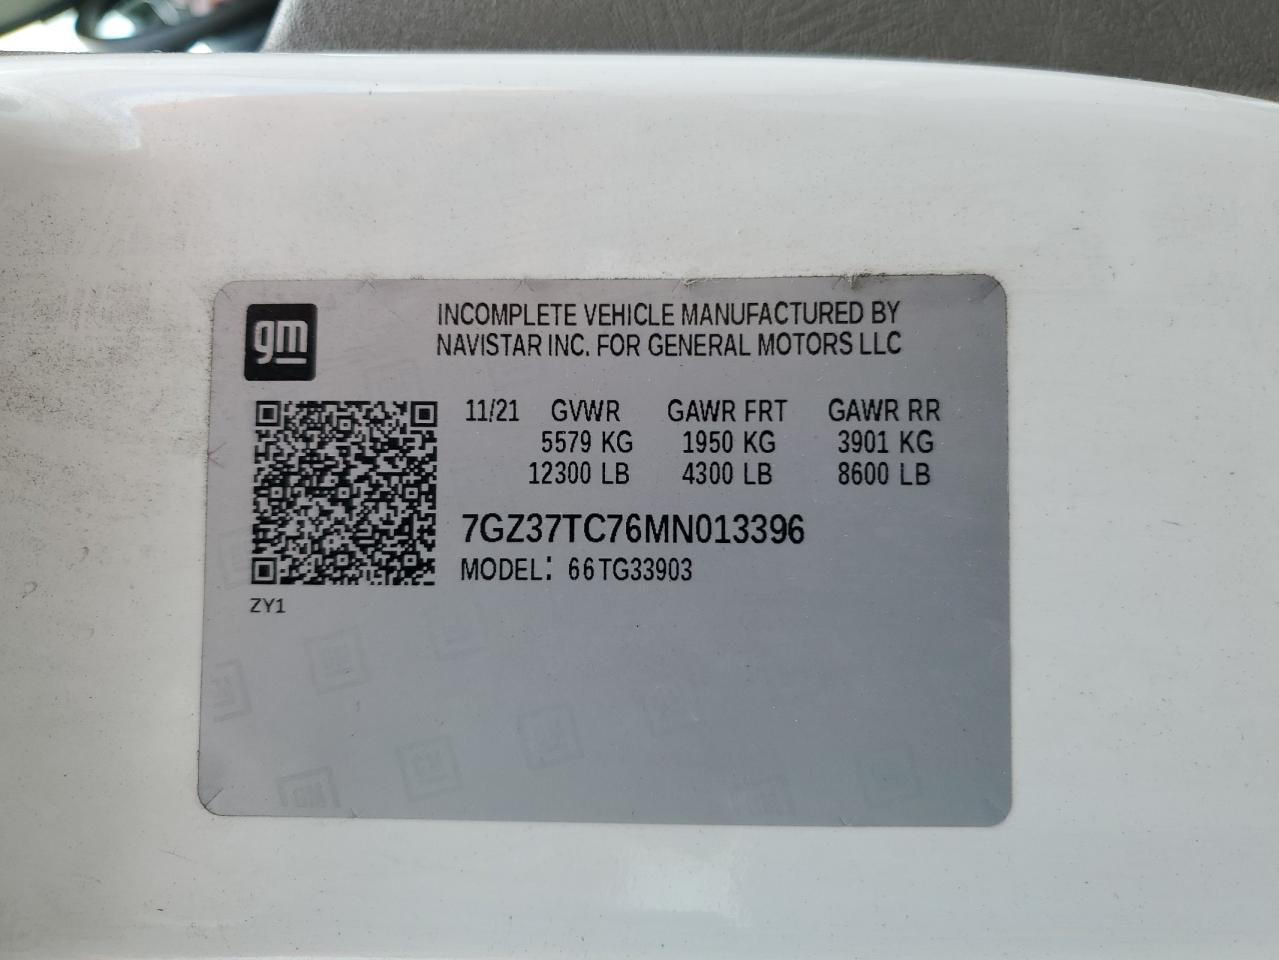 gm
INCOMPLETE VEHICLE MANUFACTURED BY
NAVISTAR INC. FOR GENERAL MOTORS LLC
11/21 GVWR GAWR FRT GAWR RR
5579 KG 1950 KG 3901 KG
12300 LB 4300 LB 8600 LB
7GZ37TC76MN013396
MODEL: 66TG33903
ZY1